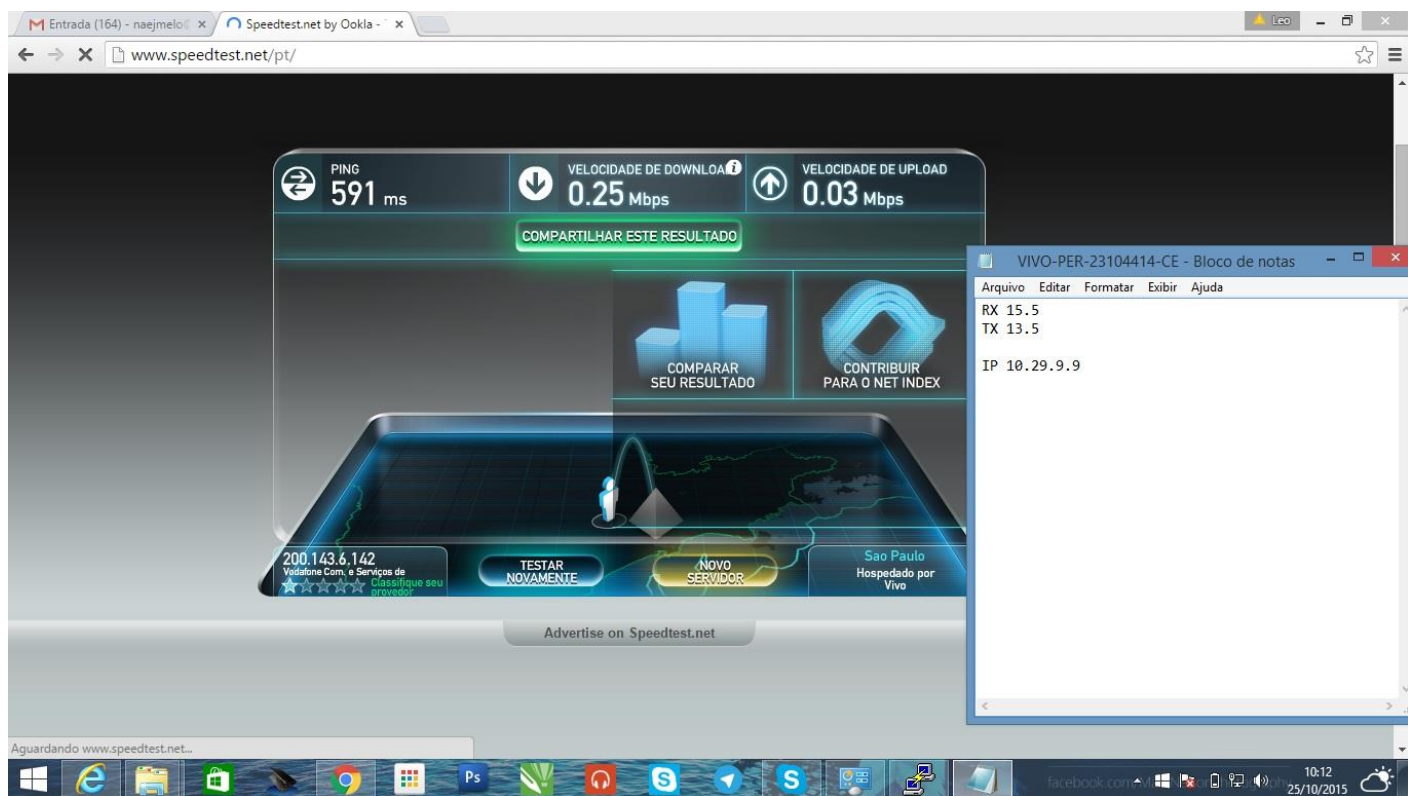 Entrada (164) - naejmelo
Speedtest.net by Ookla -
Leo
www.speedtest.net/pt/
PING
591 ms
VELOCIDADE DE DOWNLOA
0.25 Mbps
VELOCIDADE DE UPLOAD
0.03 Mbps
COMPARTILHAR ESTE RESULTADO
COMPARAR
SEU RESULTADO
CONTRIBUIR
PARA O NET INDEX
200.143.6.142
Vodafone Com. e Serviços de
Classifique seu
provedor
TESTAR
NOVAMENTE
NOVO
SERVIDOR
Sao Paulo
Hospedado por
Vivo
Advertise on Speedtest.net
VIVO-PER-23104414-CE - Bloco de notas
Arquivo Editar Formatar Exibir Ajuda
RX 15.5
TX 13.5
IP 10.29.9.9
Aguardando www.speedtest.net...
Ps
facebook.com
10:12
25/10/2015